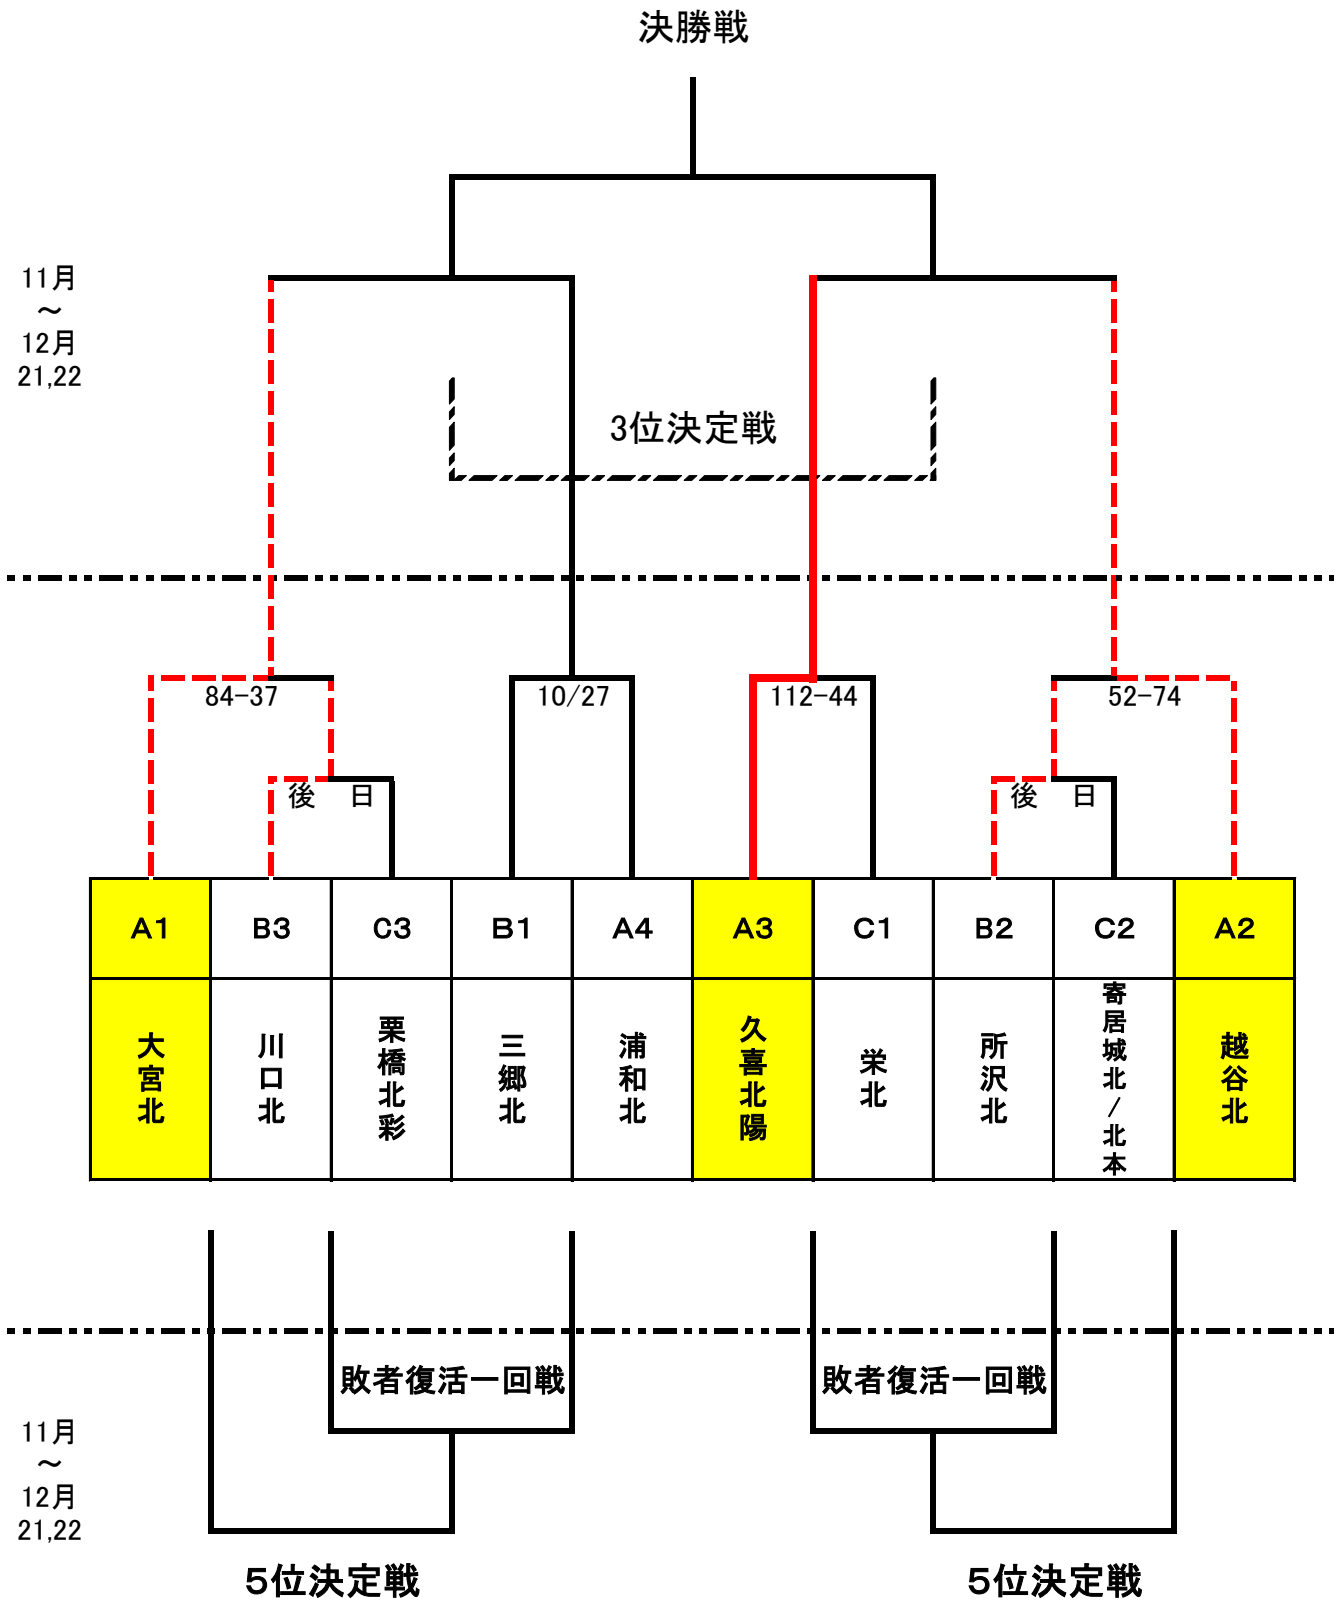 決勝戦
11月
～
12月
21,22
3位決定戦
84-37
10/27
112-44
52-74
後 日
後 日
A1
B3
C3
B1
A4
A3
C1
B2
C2
A2
大宮北
川口北
栗橋北彩
三郷北
浦和北
久喜北陽
栄北
所沢北
寄居城北/北本
越谷北
敗者復活一回戦
敗者復活一回戦
11月
～
12月
21,22
5位決定戦
5位決定戦